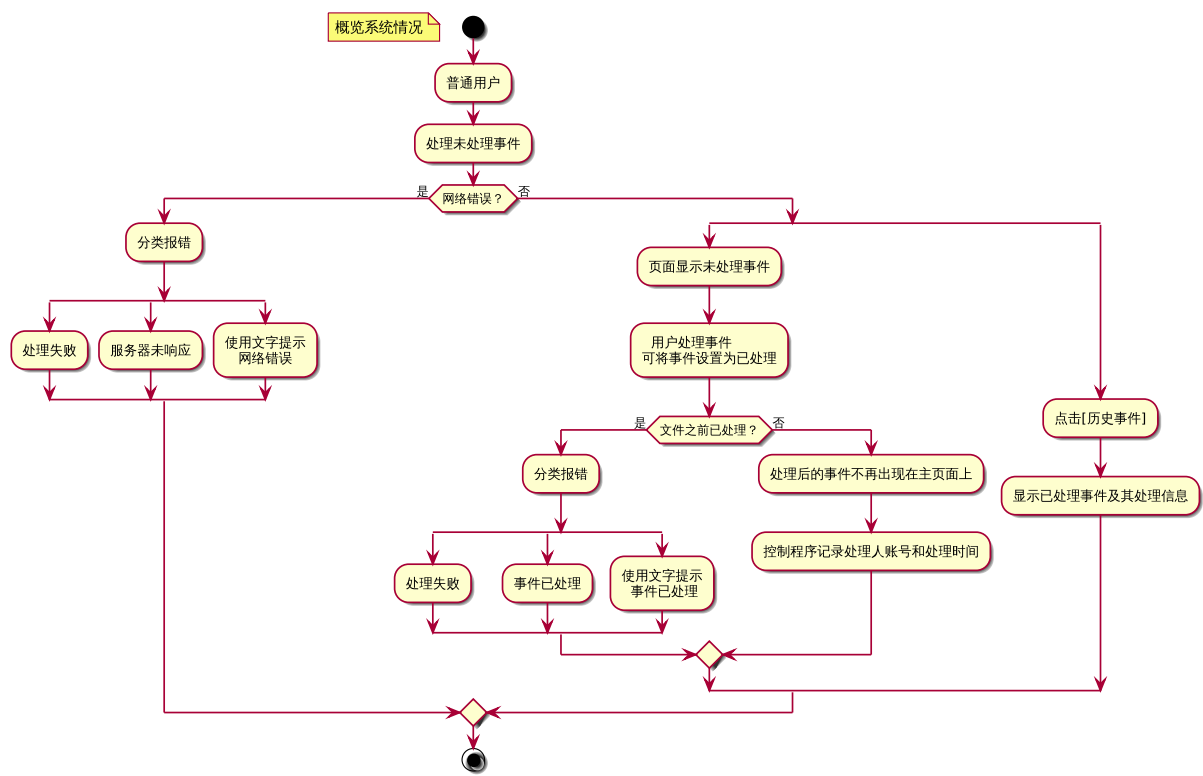 概览系统情况
普通用户
处理未处理事件
是
网络错误？
否
分类报错
处理失败
服务器未响应
使用文字提示
网络错误
页面显示未处理事件
用户处理事件
可将事件设置为已处理
是
文件之前已处理？
否
分类报错
处理失败
事件已处理
使用文字提示
事件已处理
处理后的事件不再出现在主页面上
控制程序记录处理人账号和处理时间
点击[历史事件]
显示已处理事件及其处理信息